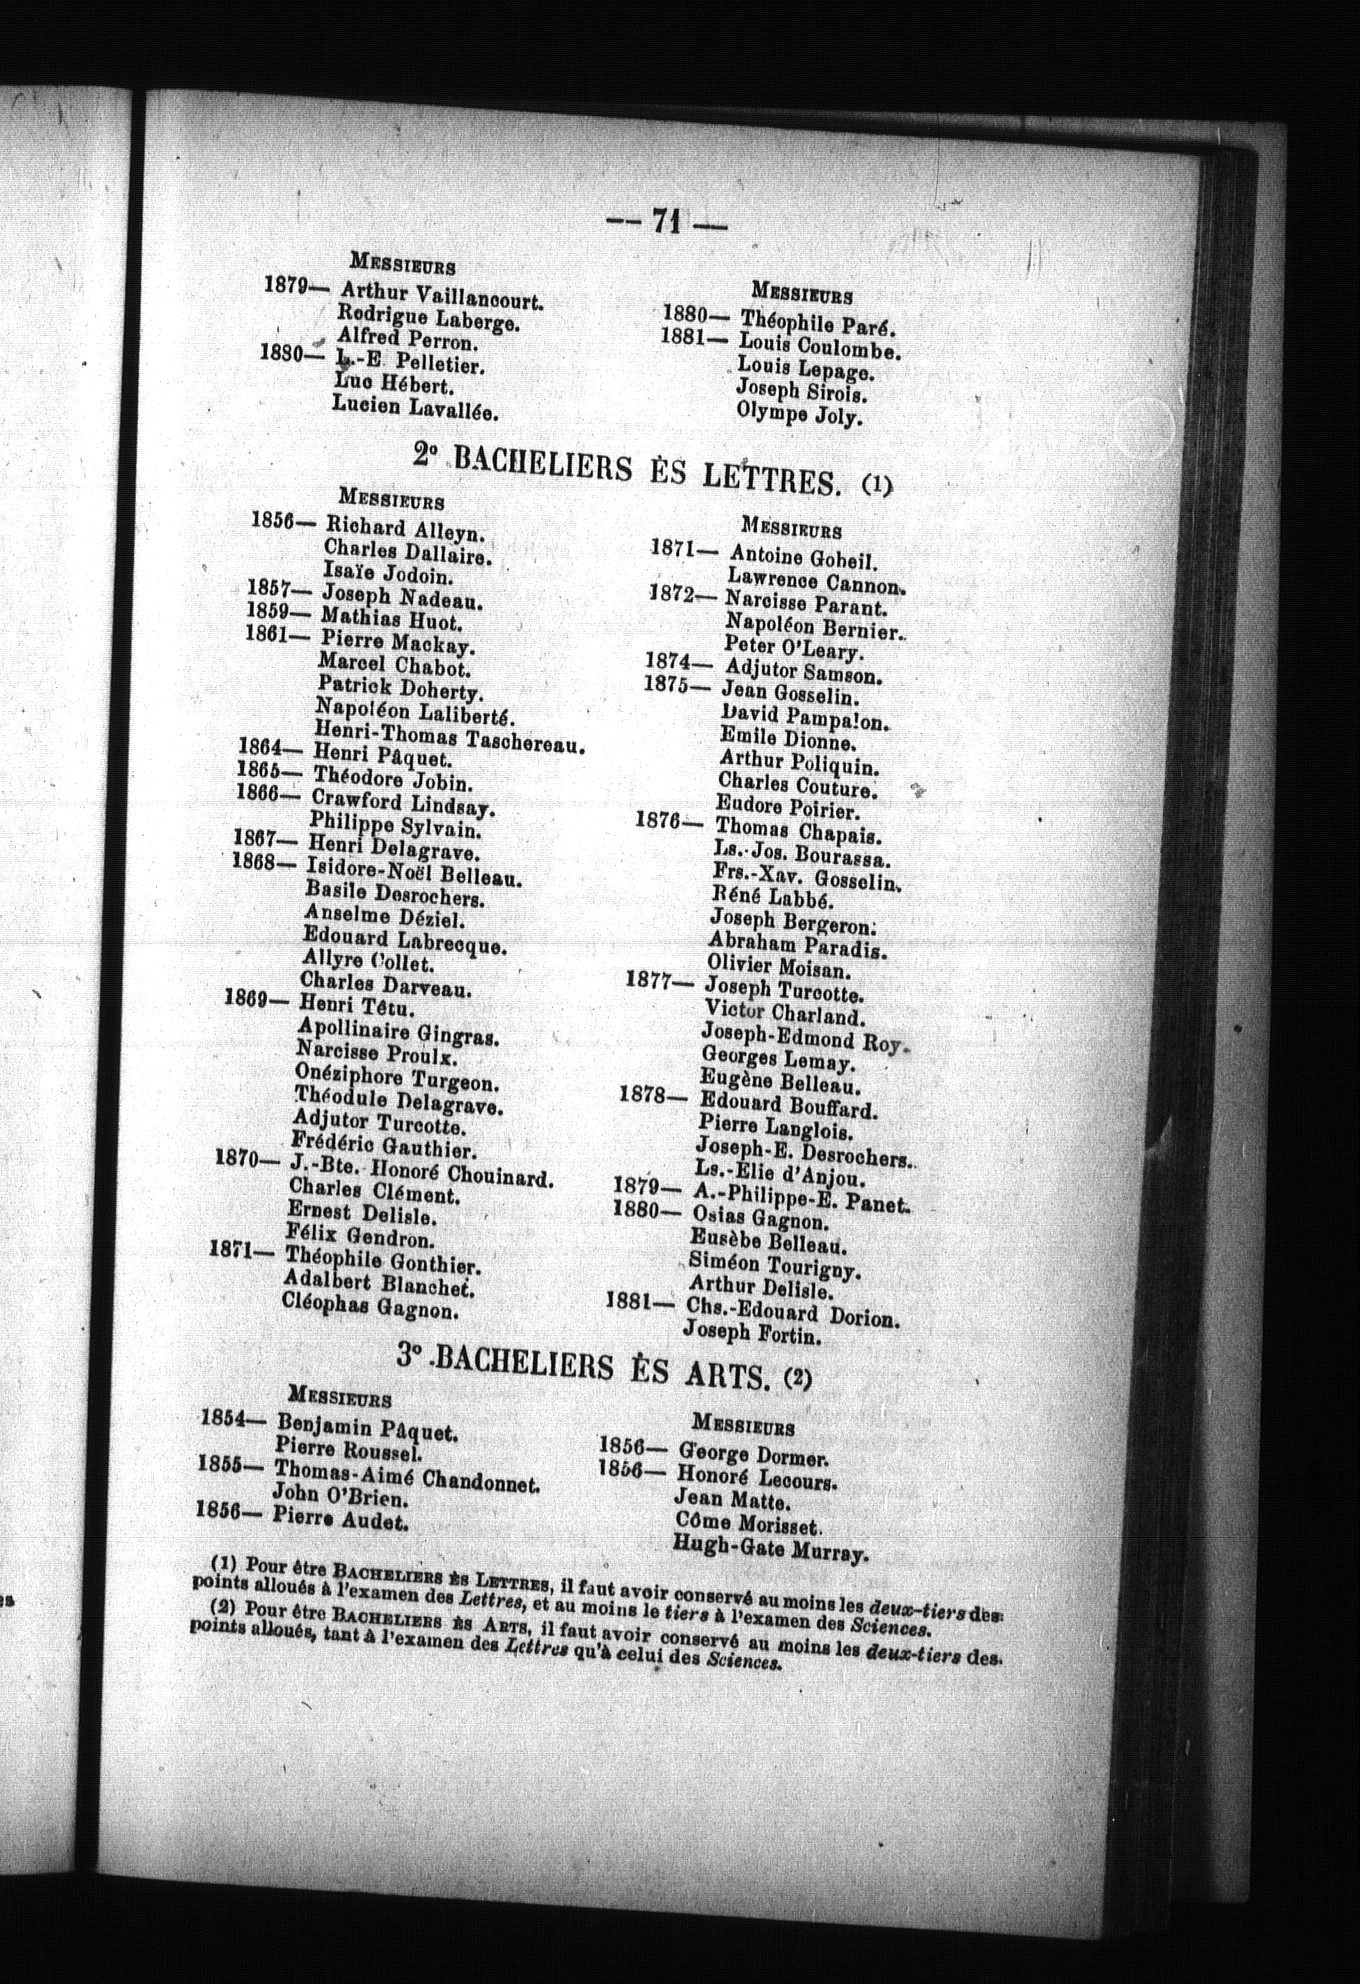 — 71 —
MESSIEURS
1879— Arthur Vaillancourt.
Rodrigue Laberge.
Alfred Perron.
1880— L.-E. Pelletier.
Luc Hébert.
Lucien Lavallée.
MESSIEURS
1880— Théophile Paré.
1881— Louis Coulombe.
Louis Lepage.
Joseph Sirois.
Olympe Joly.
2º BACHELIERS ÈS LETTRES. (1)
MESSIEURS
1856— Richard Alleyn.
Charles Dallaire.
Isaïe Jodoin.
1857— Joseph Nadeau.
1859— Mathias Huot.
1861— Pierre Mackay.
Marcel Chabot.
Patrick Doherty.
Napoléon Laliberté.
Henri-Thomas Taschereau.
1864— Henri Pâquet.
1865— Théodore Jobin.
1866— Crawford Lindsay.
Philippe Sylvain.
1867— Henri Delagrave.
1868— Isidore-Noël Belleau.
Basile Desrochers.
Anselme Déziel.
Edouard Labrecque.
Allyre Collet.
Charles Darveau.
1869— Henri Têtu.
Apollinaire Gingras.
Narcisse Proulx.
Onéziphore Turgeon.
Théodule Delagrave.
Adjutor Turcotte.
Frédéric Gauthier.
1870— J.-Bte. Honoré Chouinard.
Charles Clément.
Ernest Delisle.
Félix Gendron.
1871— Théophile Gonthier.
Adalbert Blanchet.
Cléophas Gagnon.
MESSIEURS
1871— Antoine Goheil.
Lawrence Cannon.
1872— Narcisse Parant.
Napoléon Bernier.
Peter O'Leary.
1874— Adjutor Samson.
1875— Jean Gosselin.
David Pampalon.
Emile Dionne.
Arthur Poliquin.
Charles Couture.
Eudore Poirier.
1876— Thomas Chapais.
Ls.-Jos. Bourassa.
Frs.-Xav. Gosselin.
Réné Labbé.
Joseph Bergeron.
Abraham Paradis.
Olivier Moisan.
1877— Joseph Turcotte.
Victor Charland.
Joseph-Edmond Roy.
Georges Lemay.
Eugène Belleau.
1878— Edouard Bouffard.
Pierre Langlois.
Joseph-E. Desrochers.
Ls.-Elie d'Anjou.
1879— A.-Philippe-E. Panet.
1880— Osias Gagnon.
Eusèbe Belleau.
Siméon Tourigny.
Arthur Delisle.
1881— Chs.-Edouard Dorion.
Joseph Fortin.
3º BACHELIERS ÈS ARTS. (2)
MESSIEURS
1854— Benjamin Pâquet.
Pierre Roussel.
1855— Thomas-Aimé Chandonnet.
John O'Brien.
1856— Pierre Audet.
MESSIEURS
1856— George Dormer.
1856— Honoré Lecours.
Jean Matte.
Côme Morisset.
Hugh-Gate Murray.
(1) Pour être BACHELIERS ÈS LETTRES, il faut avoir conservé au moins les deux-tiers des
points alloués à l'examen des Lettres, et au moins le tiers à l'examen des Sciences.
(2) Pour être BACHELIERS ÈS ARTS, il faut avoir conservé au moins les deux-tiers des
points alloués, tant à l'examen des Lettres qu'à celui des Sciences.